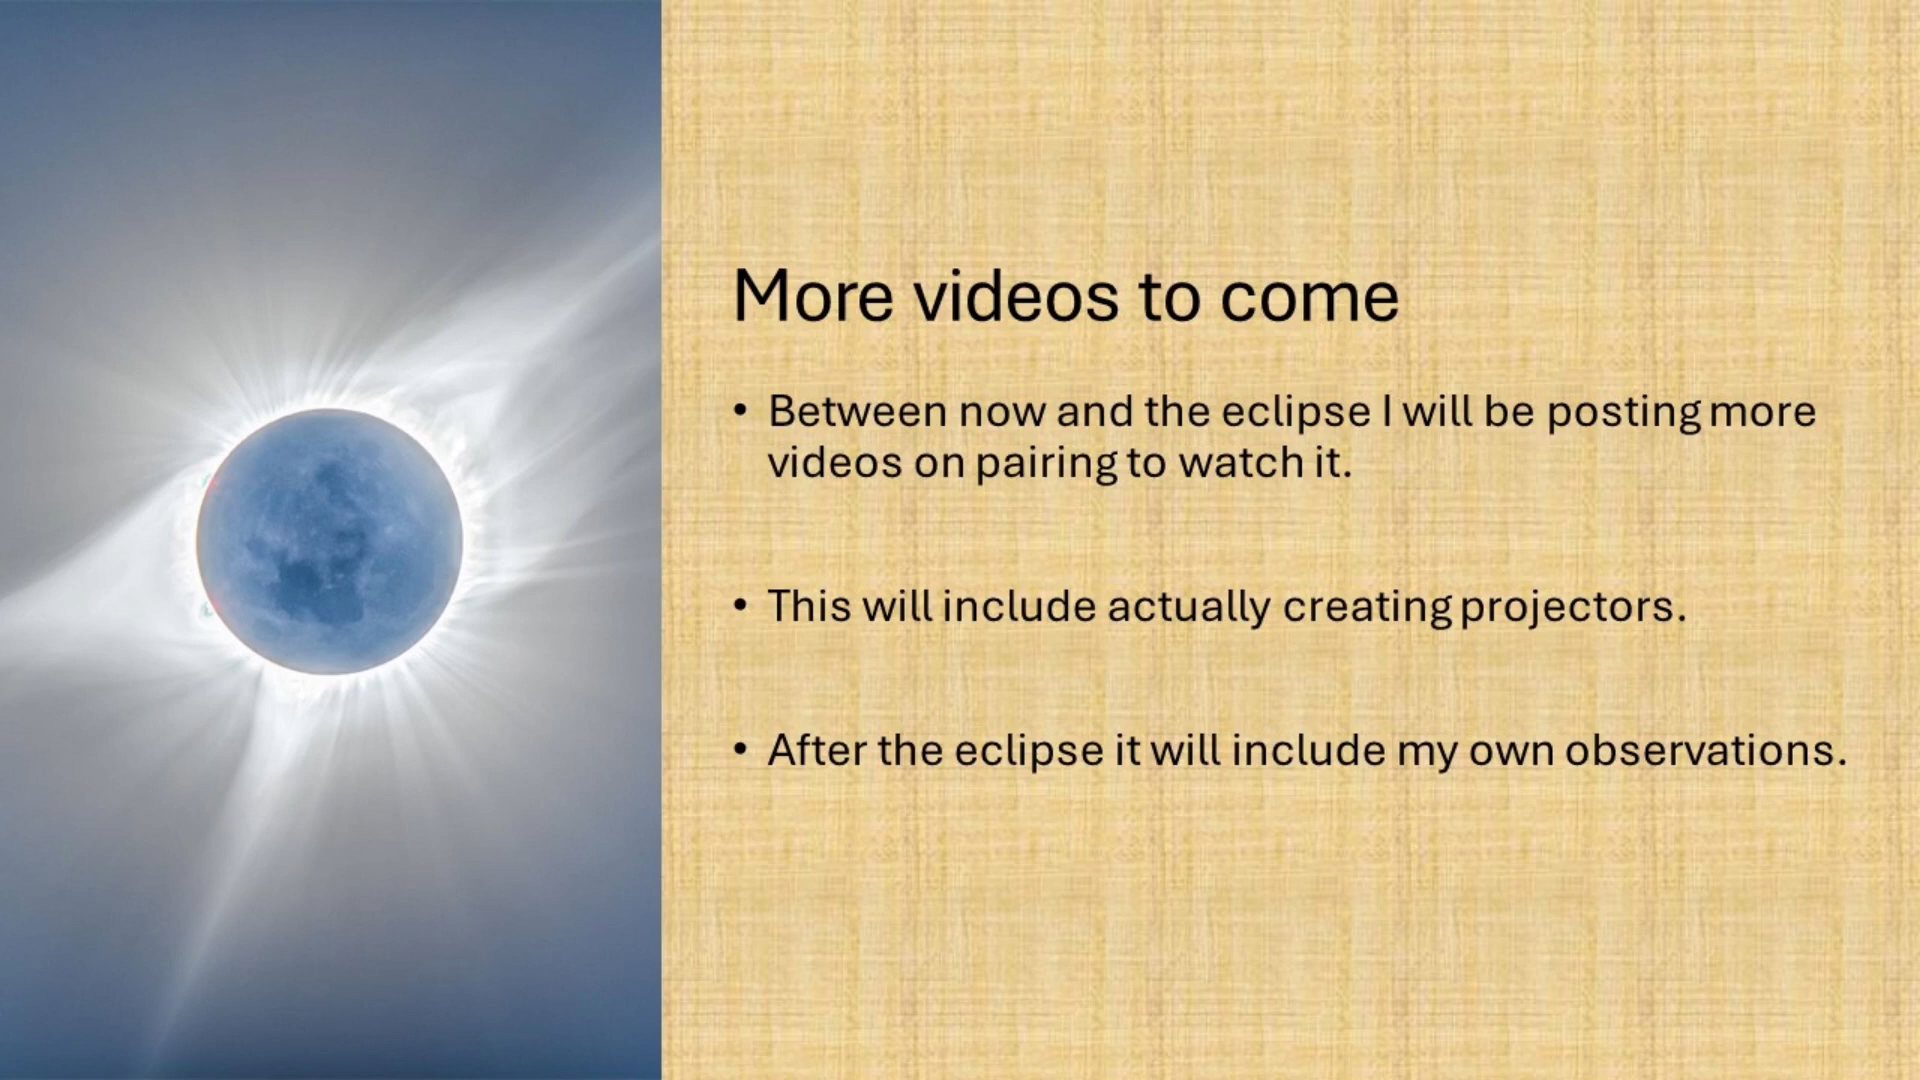 More videos to come
• Between now and the eclipse I will be posting more
videos on pairing to watch it.
• This will include actually creating projectors.
• After the eclipse it will include my own observations.